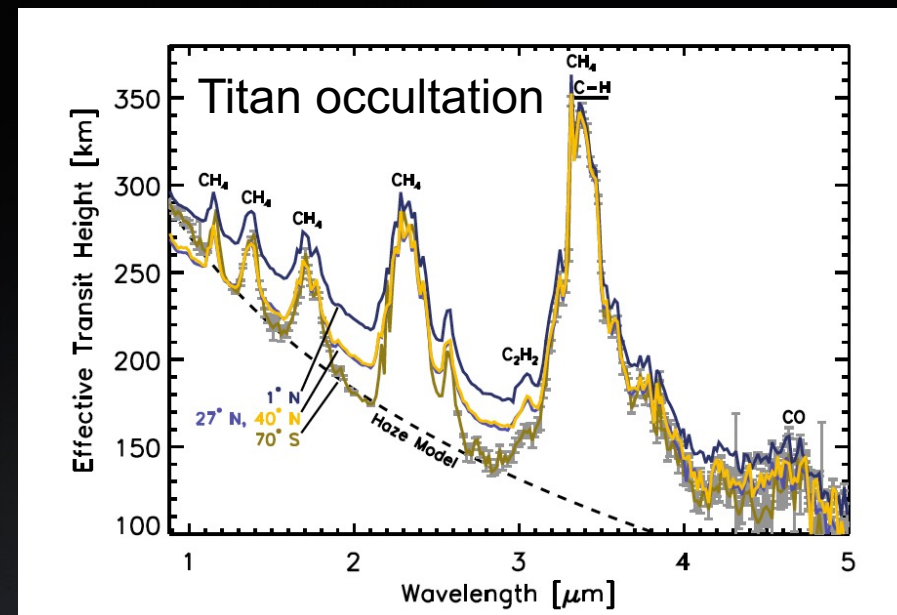 Titan occultation
CH₄
C-H
CH₄
CH₄
CH₄
CH₄
C₂H₂
CO
1° N
27° N, 40° N
70° S
Haze Model
Effective Transit Height [km]
350
300
250
200
150
100
1 2 3 4 5
Wavelength [μm]